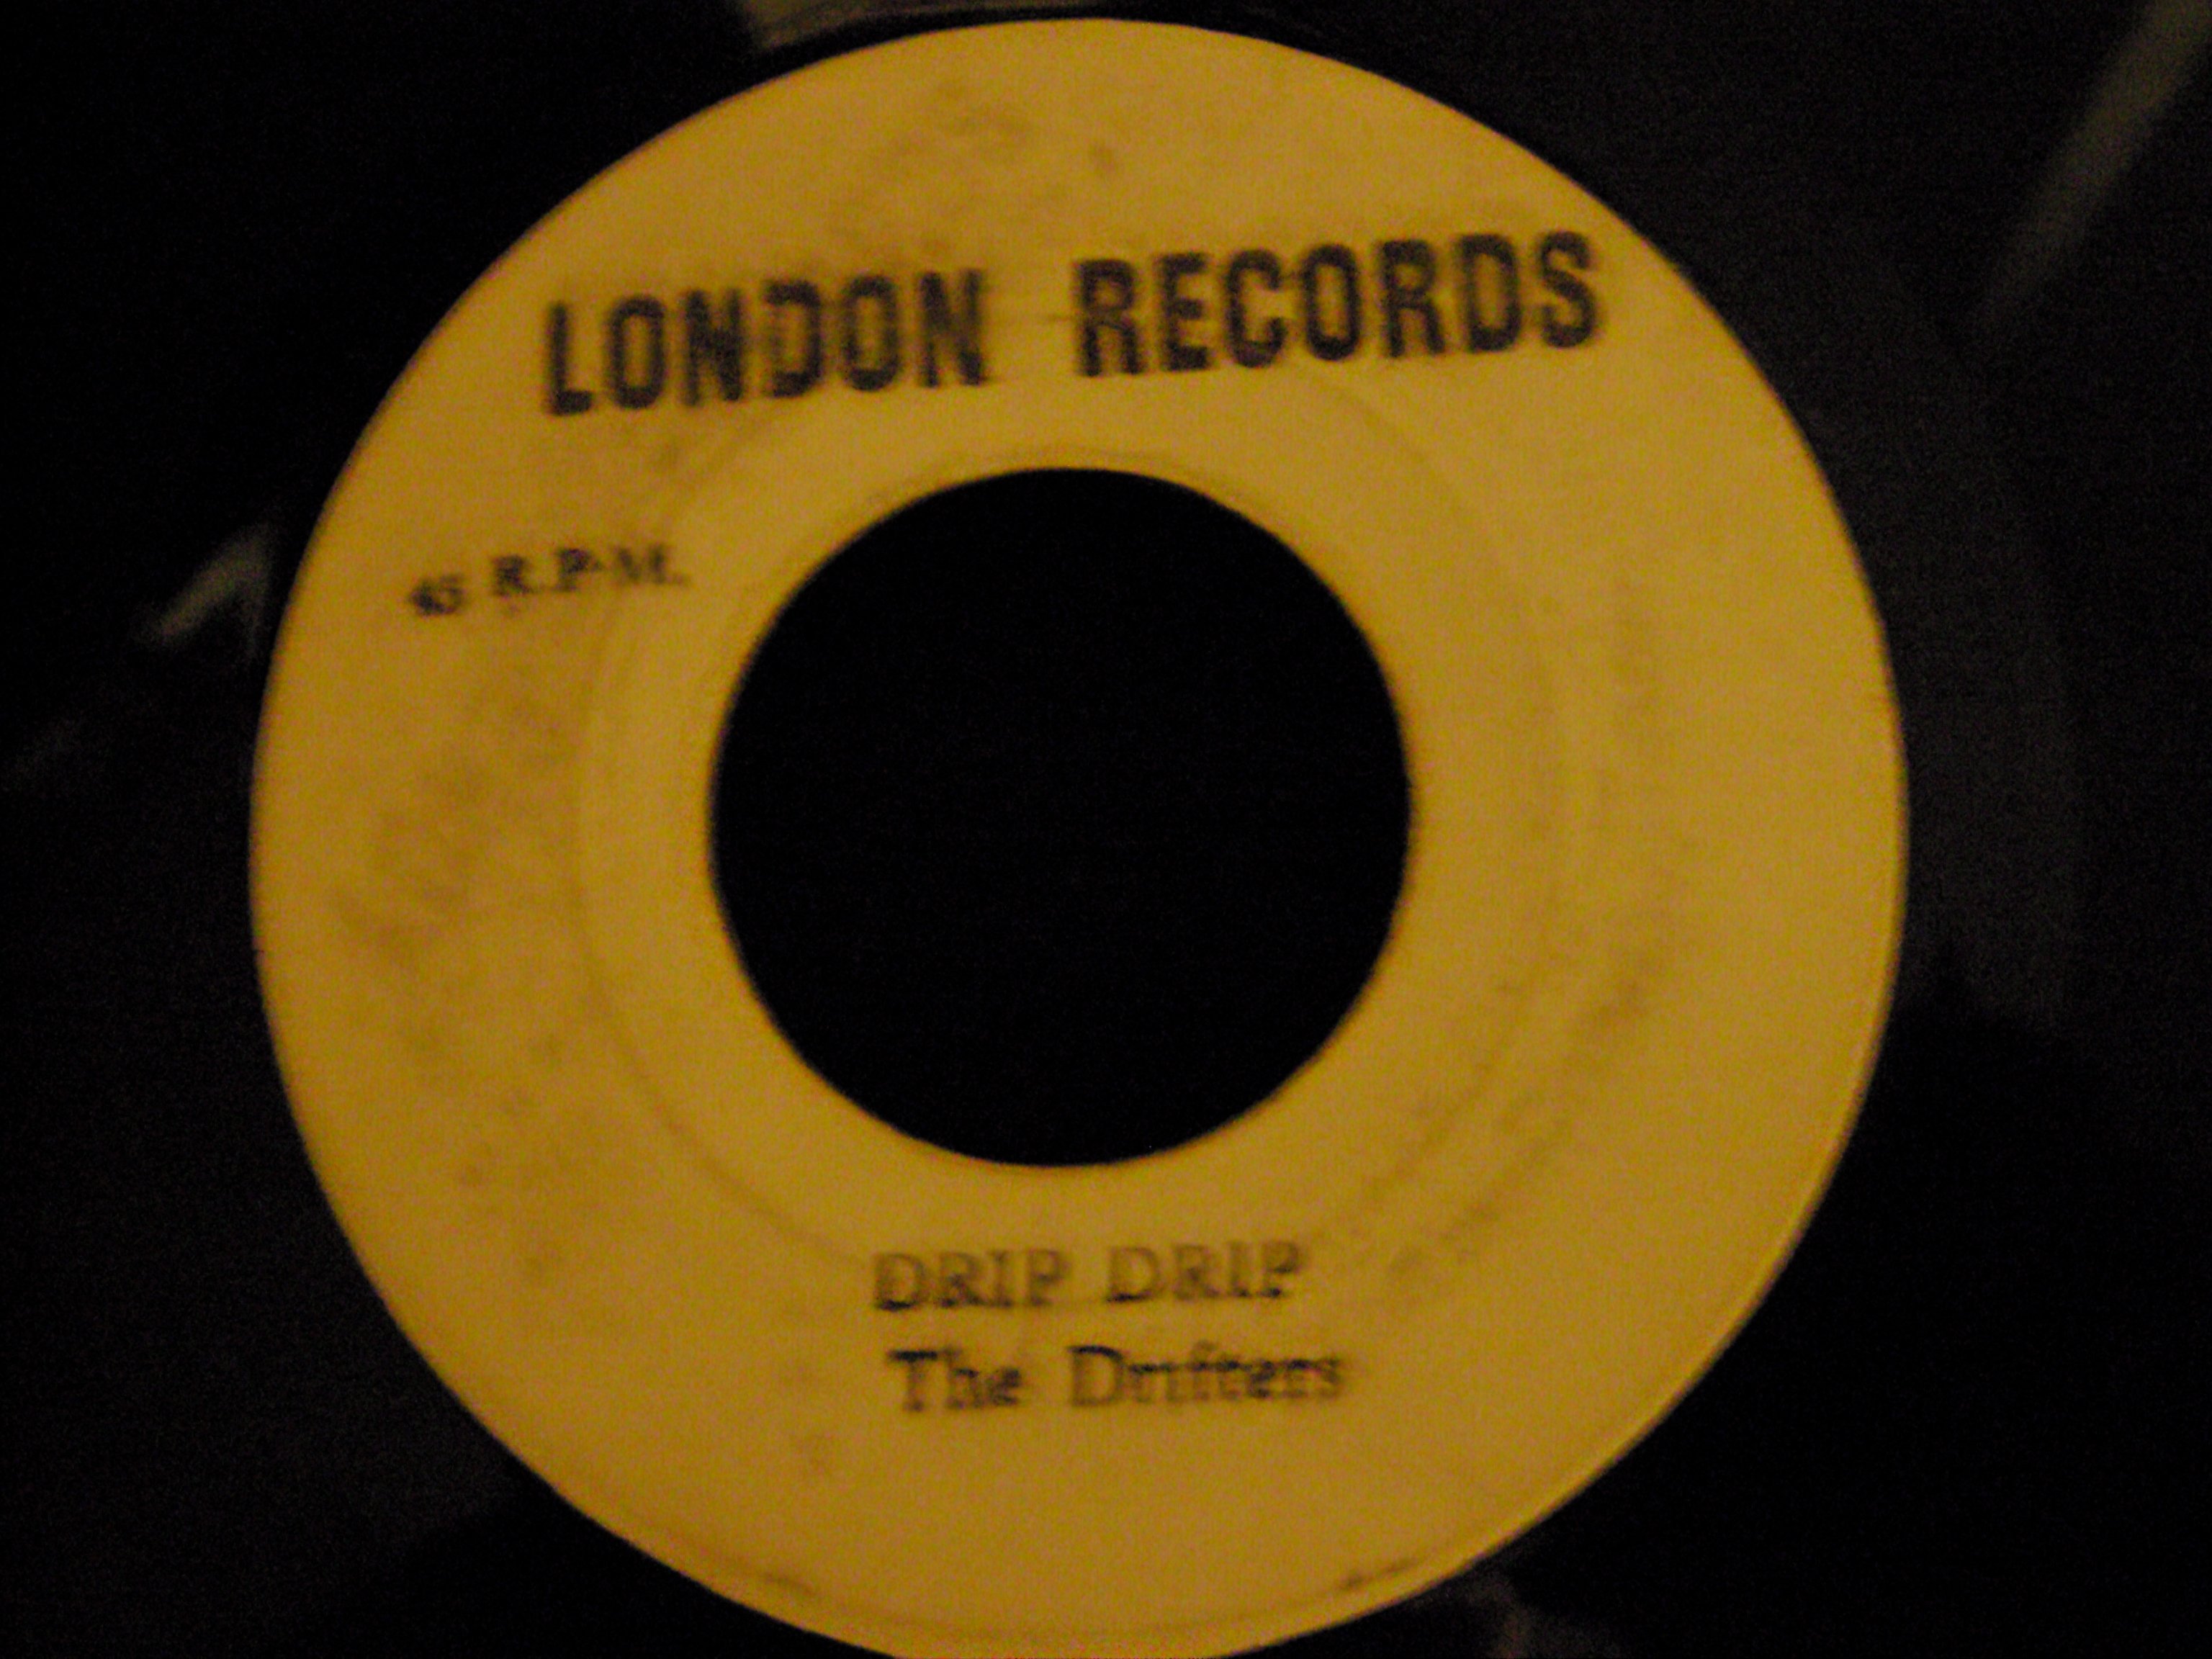 LONDON RECORDS
45 R.P.M.
DRIP DRIP
The Drifters